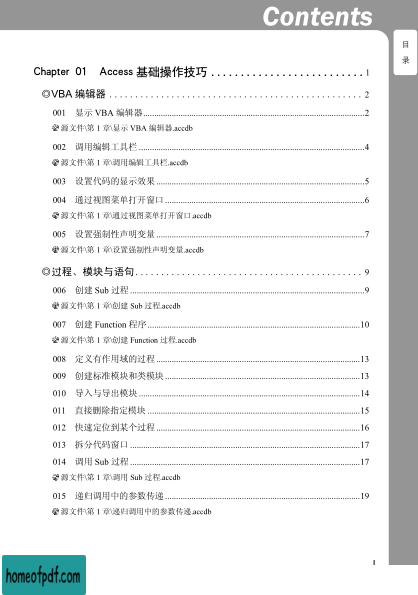 Contents
目
录
Chapter 01 Access 基础操作技巧 .......................... 1
◎VBA 编辑器 .......................... 2
001 显示 VBA 编辑器 .......................... 2
源文件\第 1 章\显示 VBA 编辑器.accdb
002 调用编辑工具栏 .......................... 4
源文件\第 1 章\调用编辑工具栏.accdb
003 设置代码的显示效果 .......................... 5
004 通过视图菜单打开窗口 .......................... 6
源文件\第 1 章\通过视图菜单打开窗口.accdb
005 设置强制性声明变量 .......................... 7
源文件\第 1 章\设置强制性声明变量.accdb
◎过程、模块与语句 .......................... 9
006 创建 Sub 过程 .......................... 9
源文件\第 1 章\创建 Sub 过程.accdb
007 创建 Function 程序 .......................... 10
源文件\第 1 章\创建 Function 过程.accdb
008 定义有作用域的过程 .......................... 13
009 创建标准模块和类模块 .......................... 13
010 导入与导出模块 .......................... 14
011 直接删除指定模块 .......................... 15
012 快速定位到某个过程 .......................... 16
013 拆分代码窗口 .......................... 17
014 调用 Sub 过程 .......................... 17
源文件\第 1 章\调用 Sub 过程.accdb
015 递归调用中的参数传递 .......................... 19
源文件\第 1 章\递归调用中的参数传递.accdb
I
homeofpdf.com